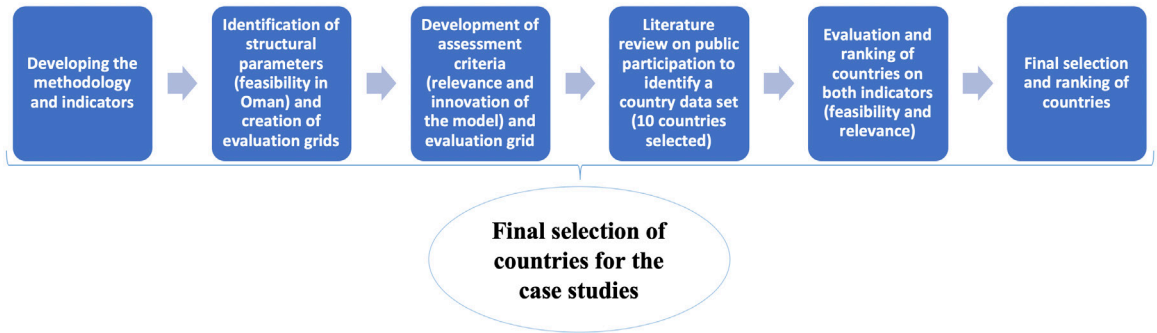 Developing the
methodology
and indicators
Identification of
structural
parameters
(feasibility in
Oman) and
creation of
evaluation grids
Development of
assessment
criteria
(relevance and
innovation of
the model) and
evaluation grid
Literature
review on public
participation to
identify a
country data set
(10 countries
selected)
Evaluation and
ranking of
countries on
both indicators
(feasibility and
relevance)
Final selection
and ranking of
countries
Final selection of
countries for the
case studies